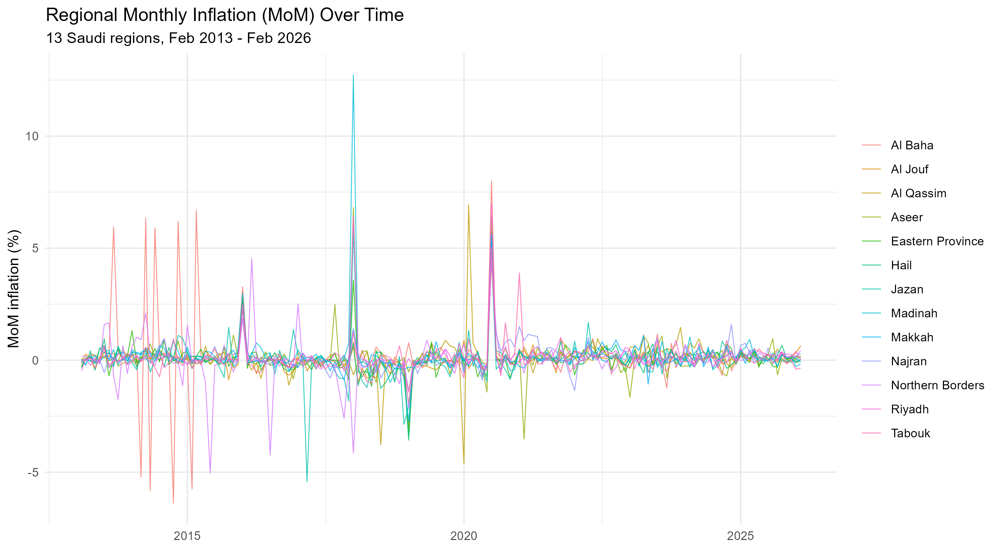 Regional Monthly Inflation (MoM) Over Time
13 Saudi regions, Feb 2013 - Feb 2026
MoM inflation (%)
10
5
0
-5
2015
2020
2025
Al Baha
Al Jouf
Al Qassim
Aseer
Eastern Province
Hail
Jazan
Madinah
Makkah
Najran
Northern Borders
Riyadh
Tabouk